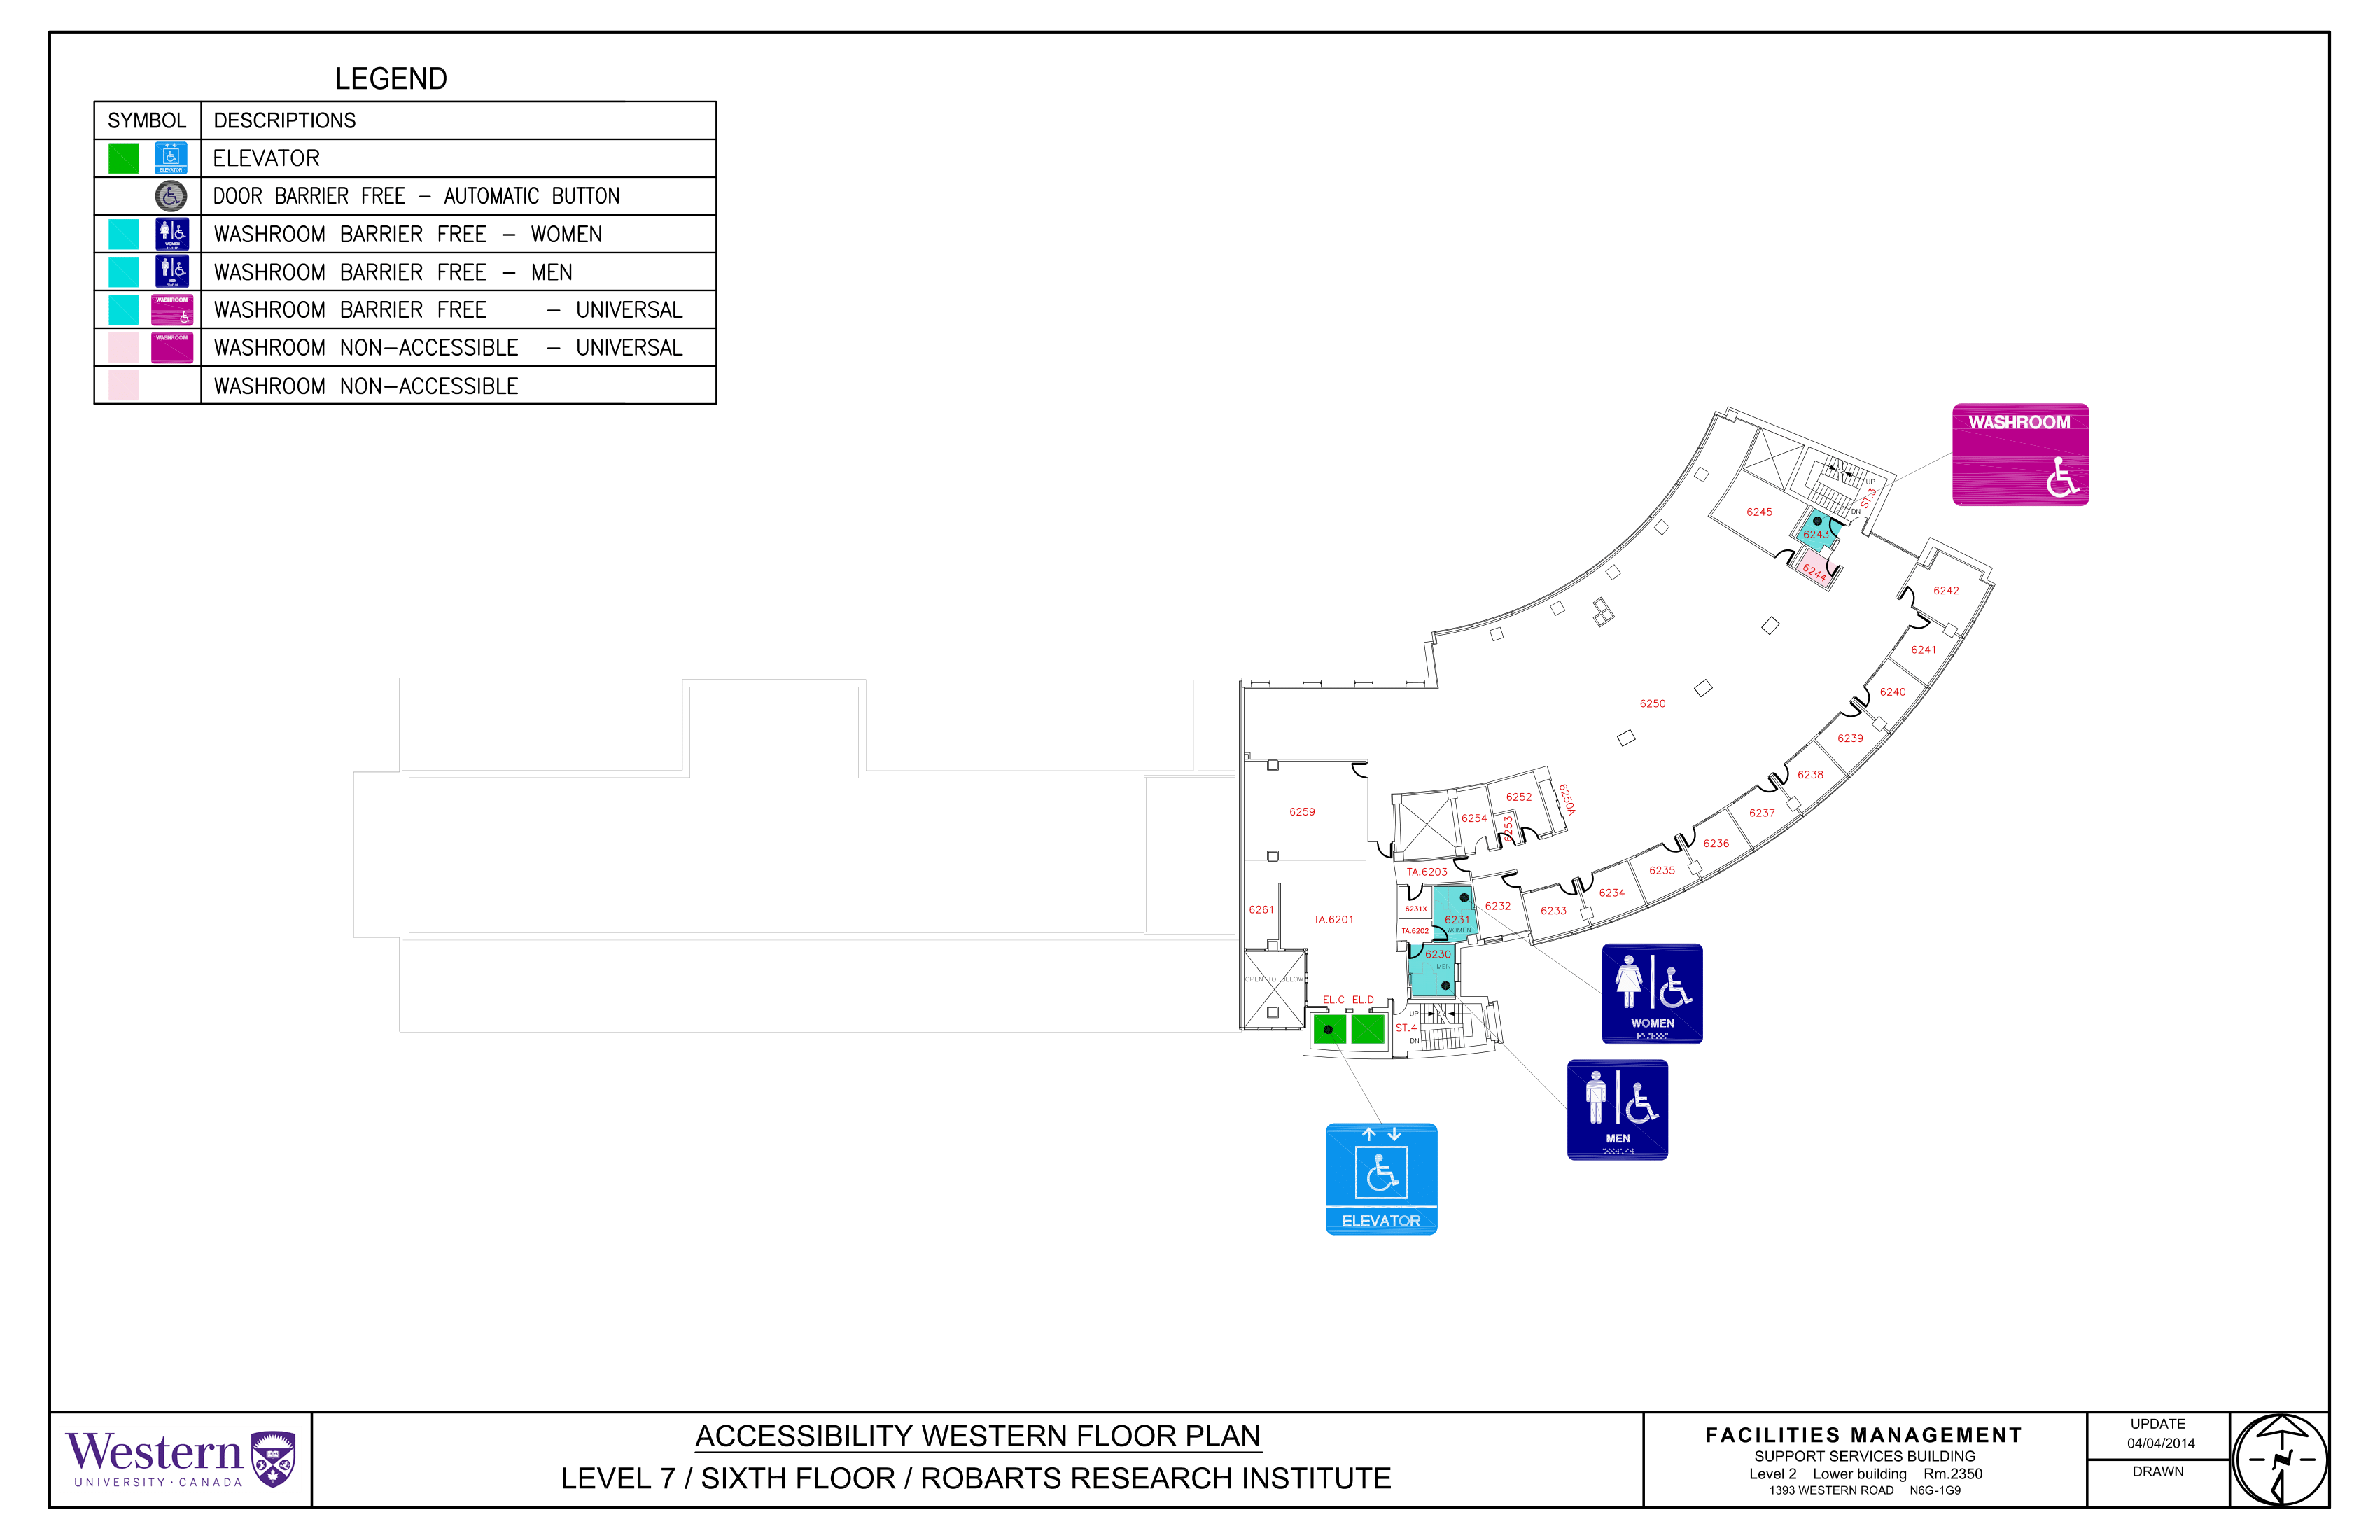 LEGEND
SYMBOL DESCRIPTIONS
ELEVATOR ELEVATOR
DOOR BARRIER FREE - AUTOMATIC BUTTON
WOMEN WASHROOM BARRIER FREE - WOMEN
MEN WASHROOM BARRIER FREE - MEN
WASHROOM WASHROOM BARRIER FREE - UNIVERSAL
WASHROOM WASHROOM NON-ACCESSIBLE - UNIVERSAL
WASHROOM NON-ACCESSIBLE
WASHROOM
UP
ST.3
DN
6245
6243
6244
6242
6241
6240
6250
6239
6238
6237
6252
6250A
6259
6254
6253
6236
6235
TA.6203
6234
6232
6233
6261
TA.6201
6231X
6231
WOMEN
TA.6202
6230
MEN
OPEN TO BELOW
EL.C EL.D
UP
ST.4
DN
WOMEN
MEN
ELEVATOR
Western
UNIVERSITY · CANADA
ACCESSIBILITY WESTERN FLOOR PLAN
LEVEL 7 / SIXTH FLOOR / ROBARTS RESEARCH INSTITUTE
FACILITIES MANAGEMENT
SUPPORT SERVICES BUILDING
Level 2 Lower building Rm.2350
1393 WESTERN ROAD N6G-1G9
UPDATE
04/04/2014
DRAWN
N